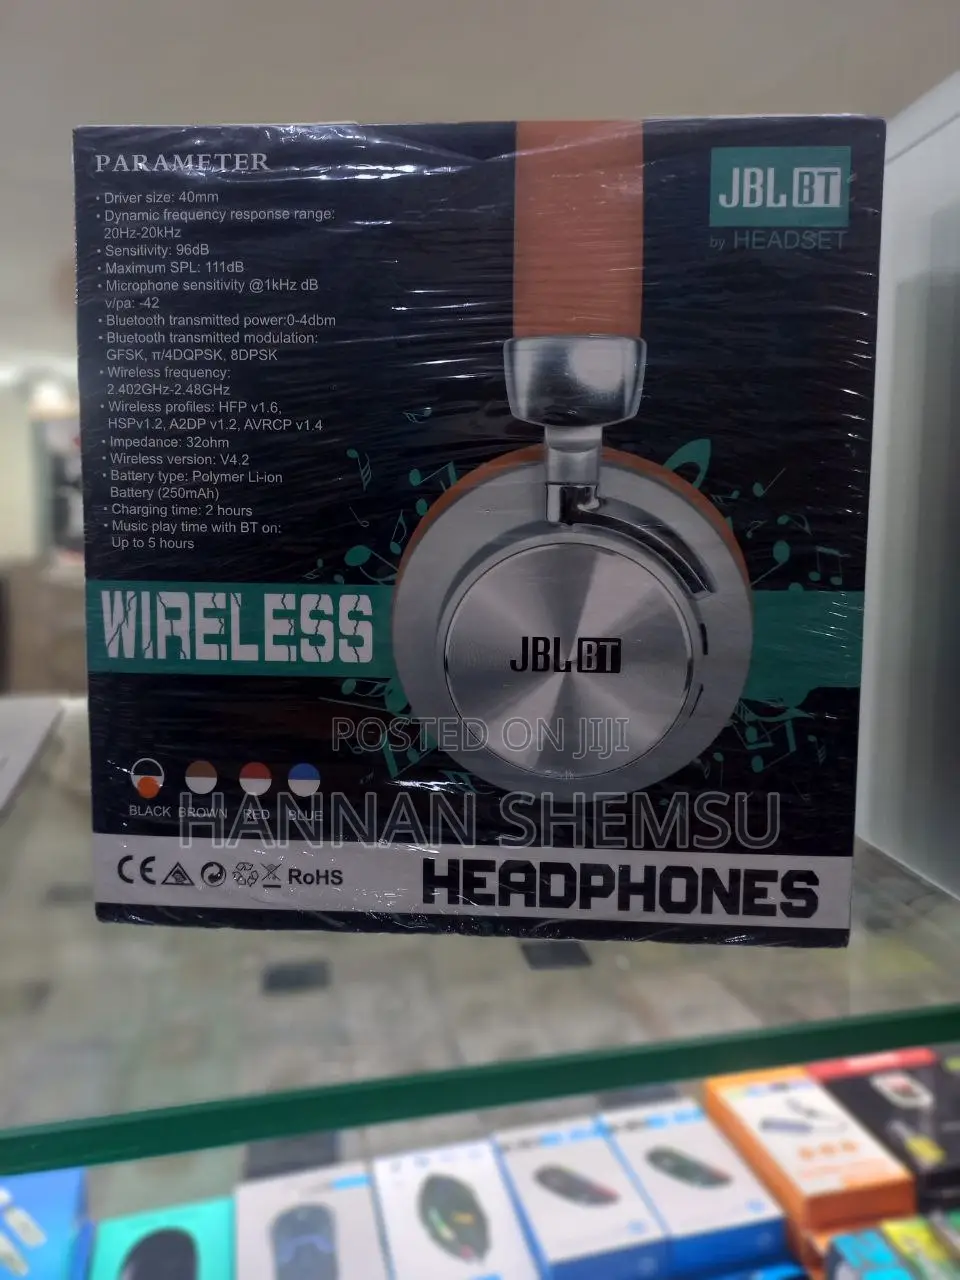 PARAMETER
• Driver size: 40mm
• Dynamic frequency response range:
20Hz-20kHz
• Sensitivity: 96dB
• Maximum SPL: 111dB
• Microphone sensitivity @1kHz dB
v/pa: -42
• Bluetooth transmitted power:0-4dbm
• Bluetooth transmitted modulation:
GFSK, π/4DQPSK, 8DPSK
• Wireless frequency:
2.402GHz-2.48GHz
• Wireless profiles: HFP v1.6,
HSPv1.2, A2DP v1.2, AVRCP v1.4
• Impedance: 32ohm
• Wireless version: V4.2
• Battery type: Polymer Li-ion
Battery (250mAh)
• Charging time: 2 hours
• Music play time with BT on:
Up to 5 hours
JBL BT
by HEADSET
WIRELESS
JBL BT
POSTED ON JIJI
HANNAN SHEMSU
BLACK BROWN RED BLUE
CE RoHS
HEADPHONES